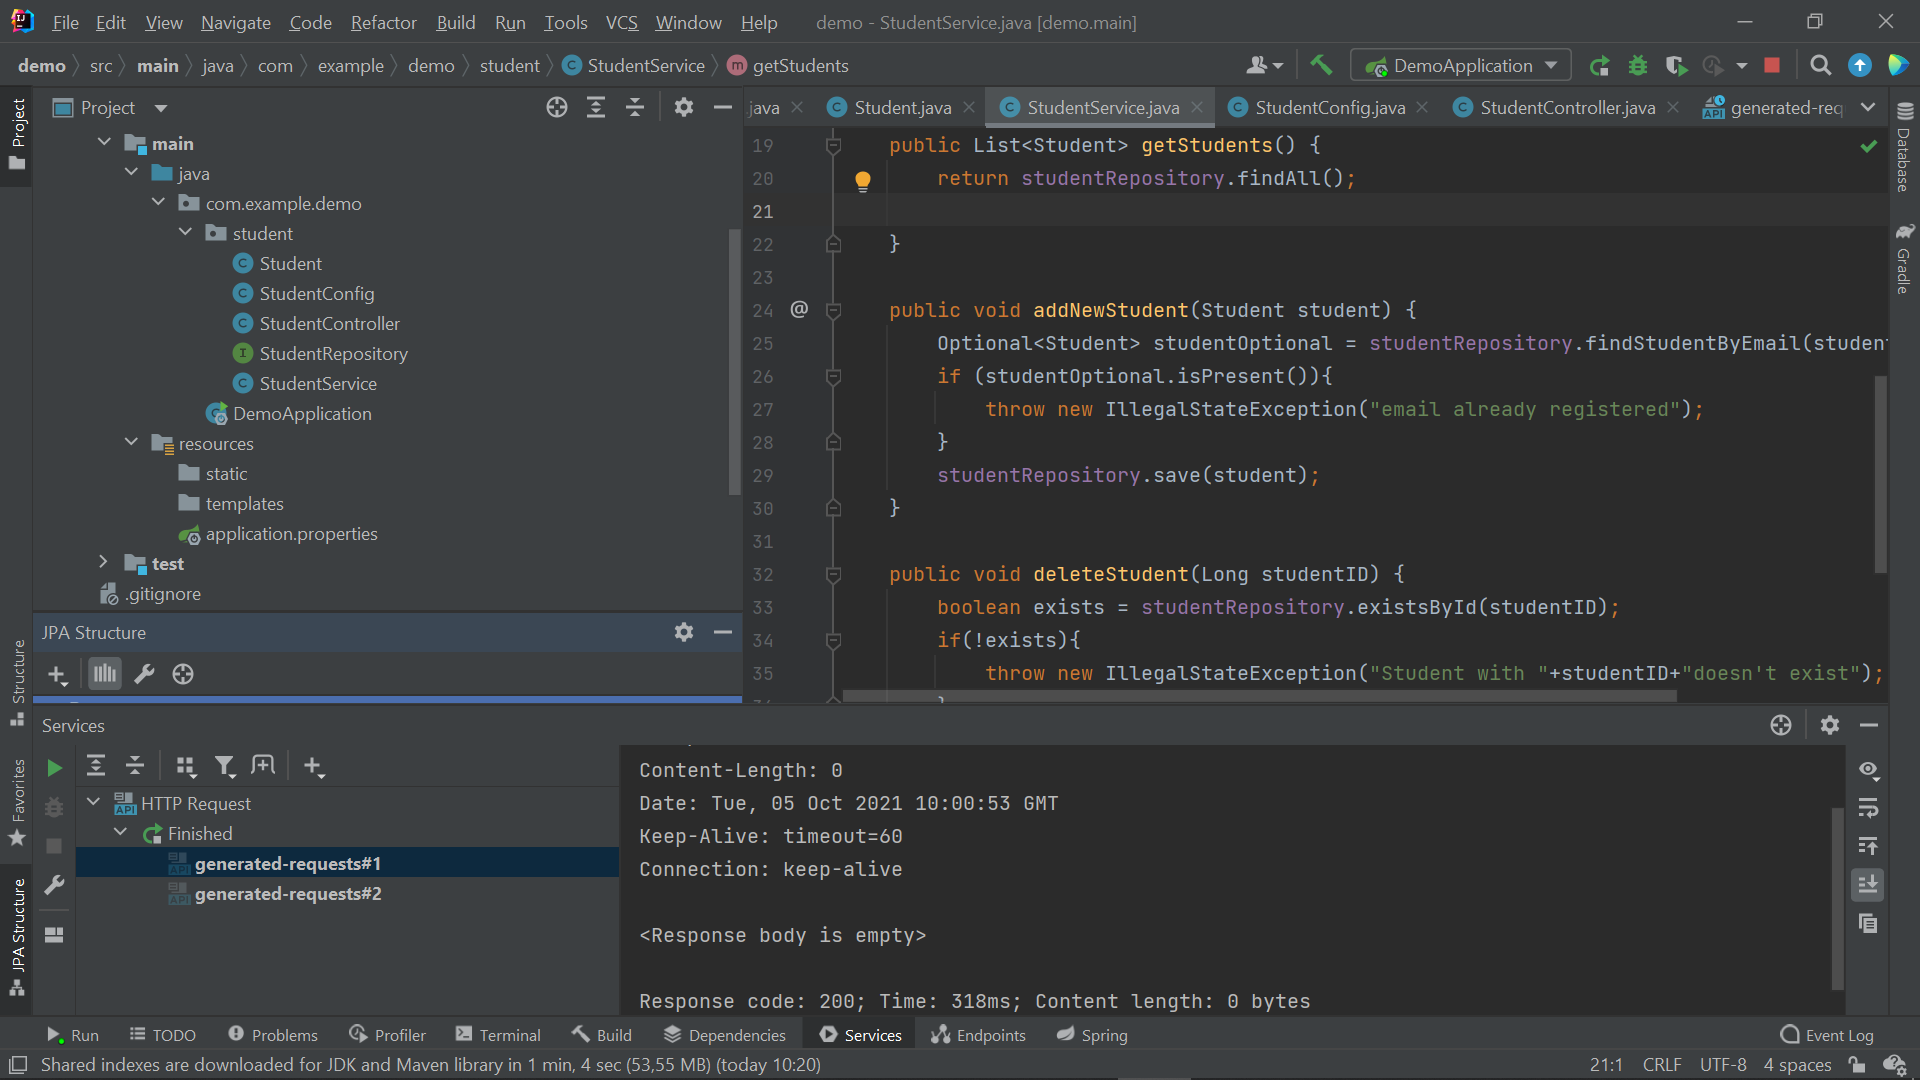 File Edit View Navigate Code Refactor Build Run Tools VCS Window Help demo - StudentService.java [demo.main]
demo src main java com example demo student StudentService getStudents
DemoApplication
Project
java Student.java StudentService.java StudentConfig.java StudentController.java generated-req
Project
main
java
com.example.demo
student
Student
StudentConfig
StudentController
StudentRepository
StudentService
DemoApplication
resources
static
templates
application.properties
test
.gitignore
19 public List<Student> getStudents() {
20 return studentRepository.findAll();
21
22 }
23
24 @ public void addNewStudent(Student student) {
25 Optional<Student> studentOptional = studentRepository.findStudentByEmail(studen
26 if (studentOptional.isPresent()){
27 throw new IllegalStateException("email already registered");
28 }
29 studentRepository.save(student);
30 }
31
32 public void deleteStudent(Long studentID) {
33 boolean exists = studentRepository.existsById(studentID);
34 if(!exists){
35 throw new IllegalStateException("Student with "+studentID+"doesn't exist");
Database
Gradle
JPA Structure
Structure
Favorites
JPA Structure
Services
HTTP Request
Finished
generated-requests#1
generated-requests#2
Content-Length: 0
Date: Tue, 05 Oct 2021 10:00:53 GMT
Keep-Alive: timeout=60
Connection: keep-alive
<Response body is empty>
Response code: 200; Time: 318ms; Content length: 0 bytes
Run TODO Problems Profiler Terminal Build Dependencies Services Endpoints Spring Event Log
Shared indexes are downloaded for JDK and Maven library in 1 min, 4 sec (53,55 MB) (today 10:20) 21:1 CRLF UTF-8 4 spaces